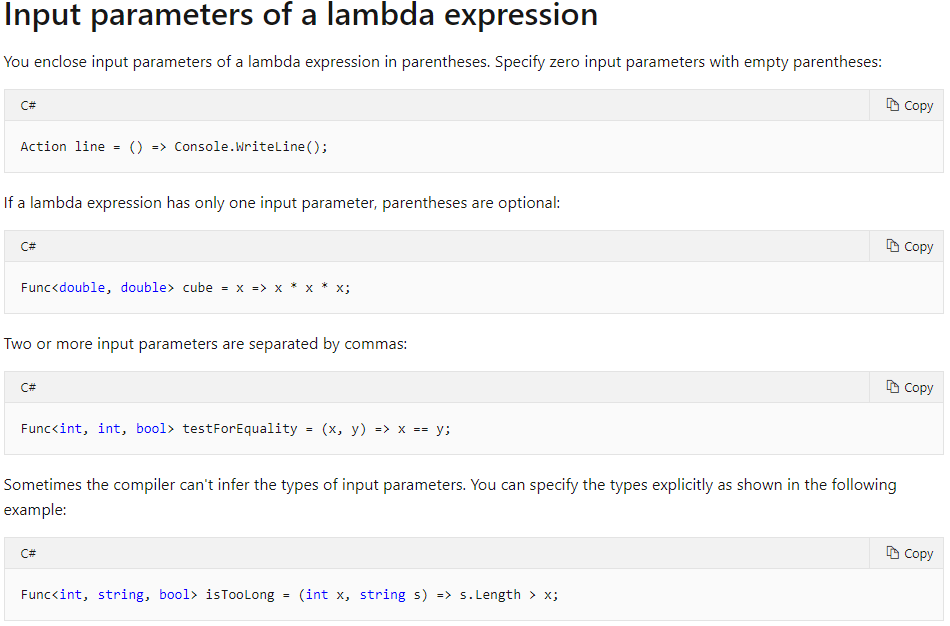 Input parameters of a lambda expression
You enclose input parameters of a lambda expression in parentheses. Specify zero input parameters with empty parentheses:
C#
Copy
Action line = () => Console.WriteLine();
If a lambda expression has only one input parameter, parentheses are optional:
C#
Copy
Func<double, double> cube = x => x * x * x;
Two or more input parameters are separated by commas:
C#
Copy
Func<int, int, bool> testForEquality = (x, y) => x == y;
Sometimes the compiler can't infer the types of input parameters. You can specify the types explicitly as shown in the following
example:
C#
Copy
Func<int, string, bool> isTooLong = (int x, string s) => s.Length > x;